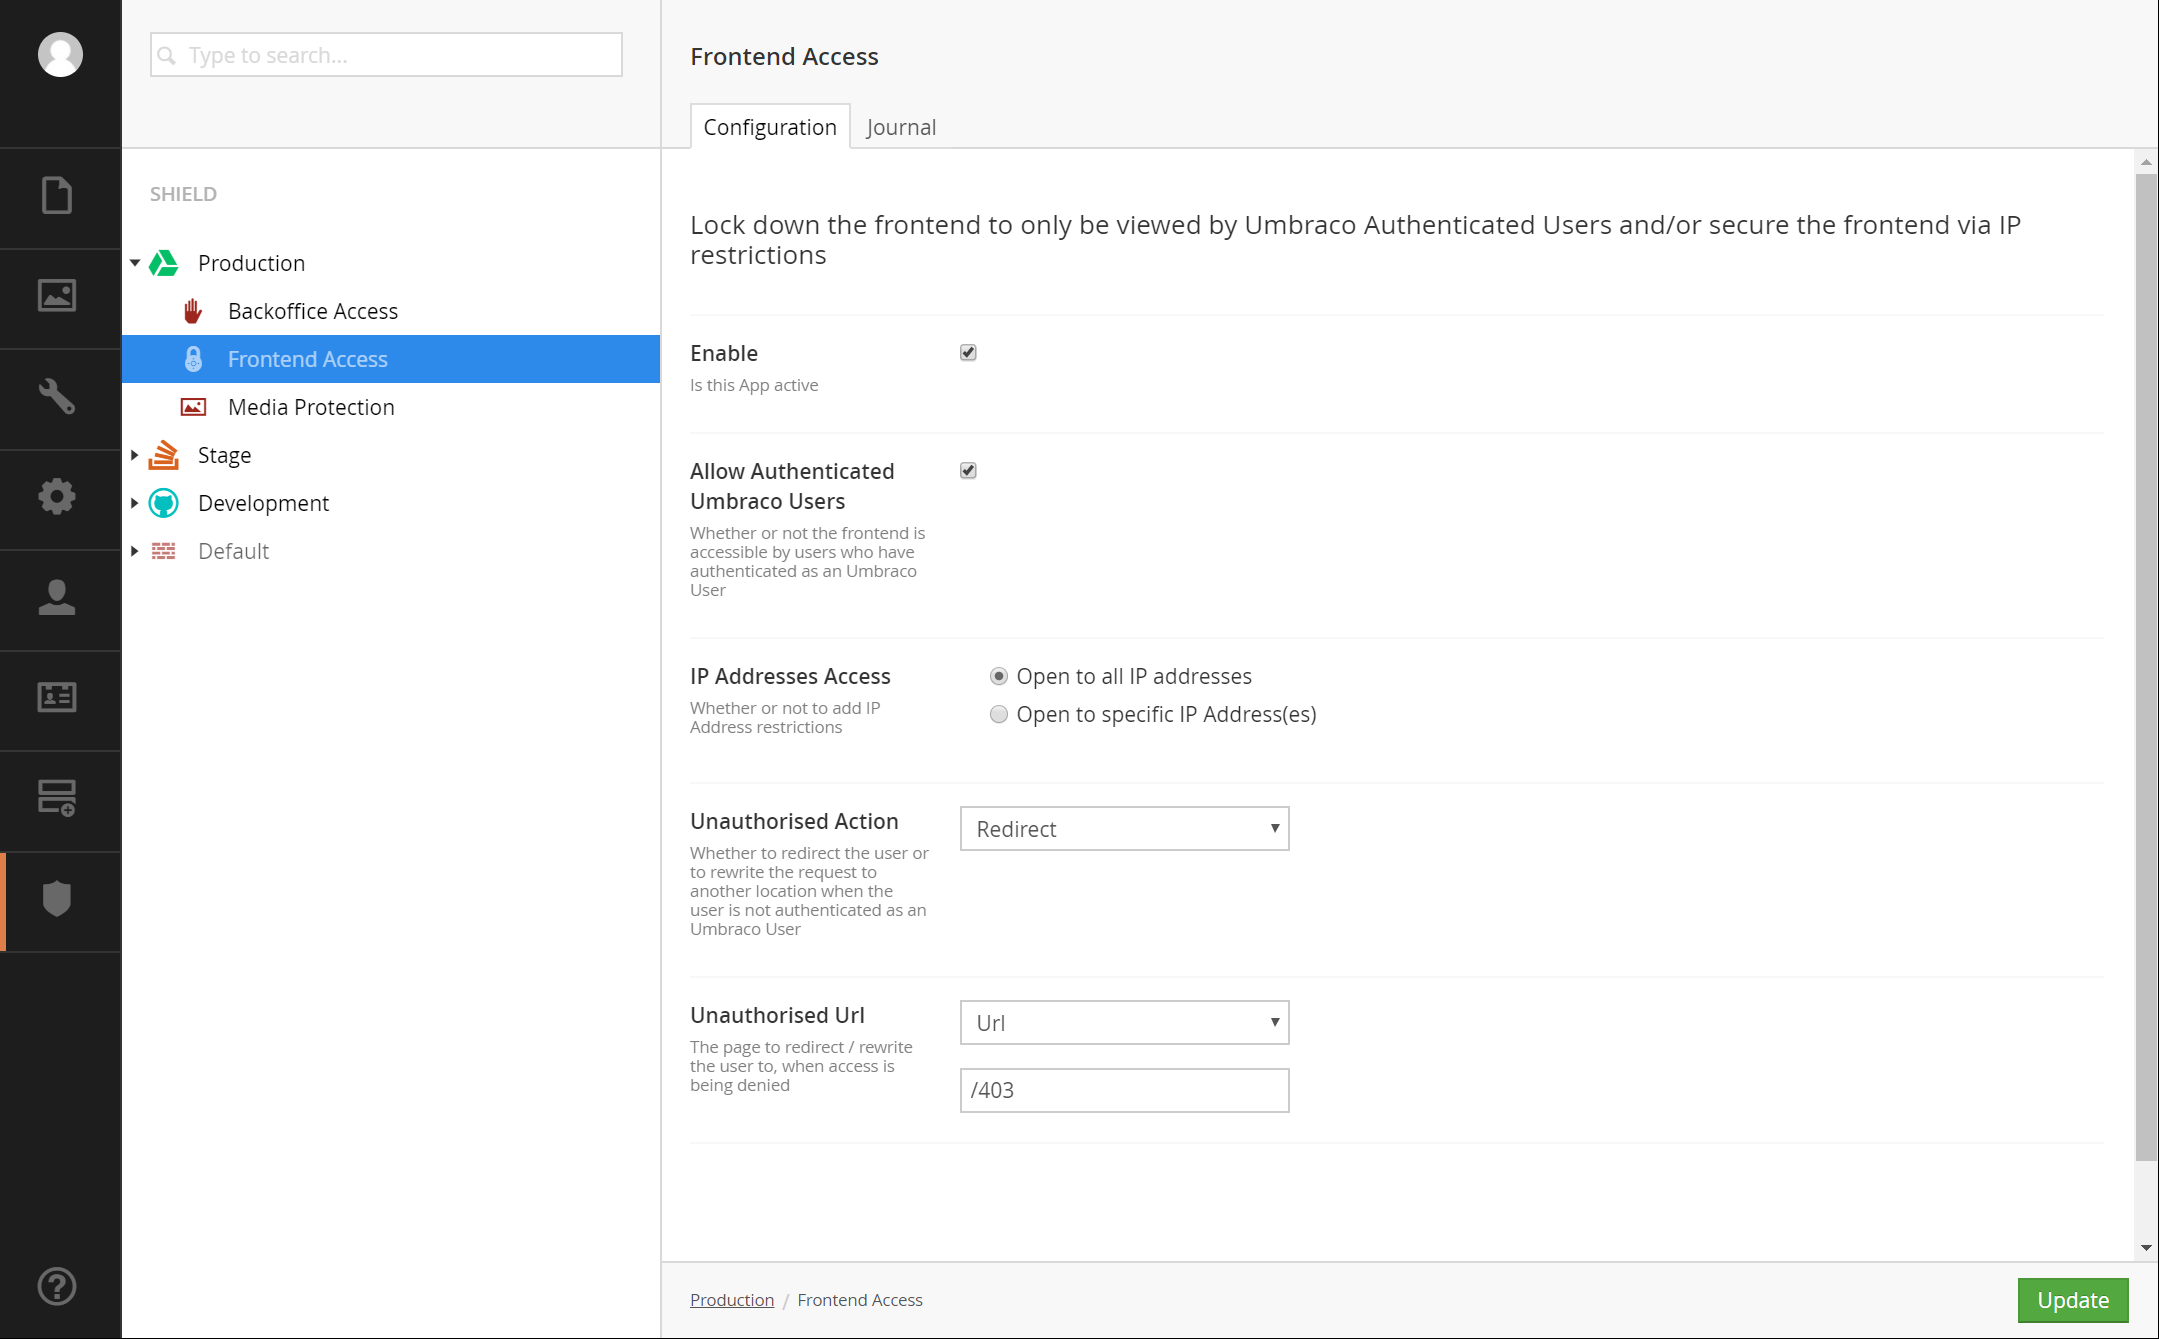 Type to search...
SHIELD
Production
Backoffice Access
Frontend Access
Media Protection
Stage
Development
Default
Frontend Access
Configuration
Journal
Lock down the frontend to only be viewed by Umbraco Authenticated Users and/or secure the frontend via IP
restrictions
Enable
Is this App active
Allow Authenticated
Umbraco Users
Whether or not the frontend is
accessible by users who have
authenticated as an Umbraco
User
IP Addresses Access
Whether or not to add IP
Address restrictions
Open to all IP addresses
Open to specific IP Address(es)
Unauthorised Action
Whether to redirect the user or
to rewrite the request to
another location when the
user is not authenticated as an
Umbraco User
Redirect
Unauthorised Url
The page to redirect / rewrite
the user to, when access is
being denied
Url
/403
Production / Frontend Access
Update